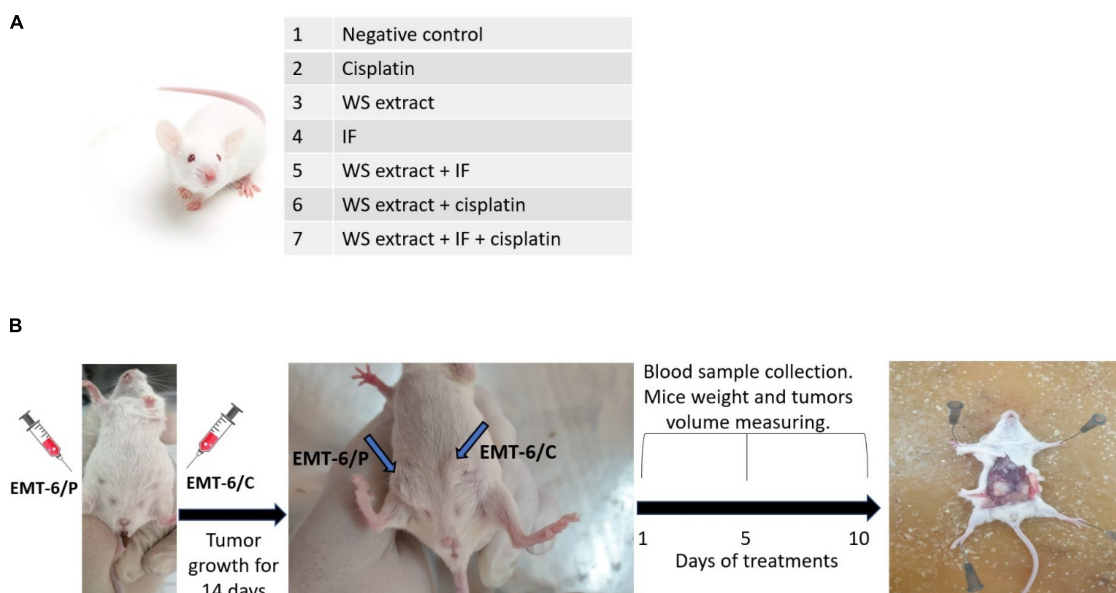 A
1 Negative control
2 Cisplatin
3 WS extract
4 IF
5 WS extract + IF
6 WS extract + cisplatin
7 WS extract + IF + cisplatin
B
EMT-6/P
EMT-6/C
Tumor
growth for
14 days
EMT-6/P
EMT-6/C
Blood sample collection.
Mice weight and tumors
volume measuring.
1 5 10
Days of treatments